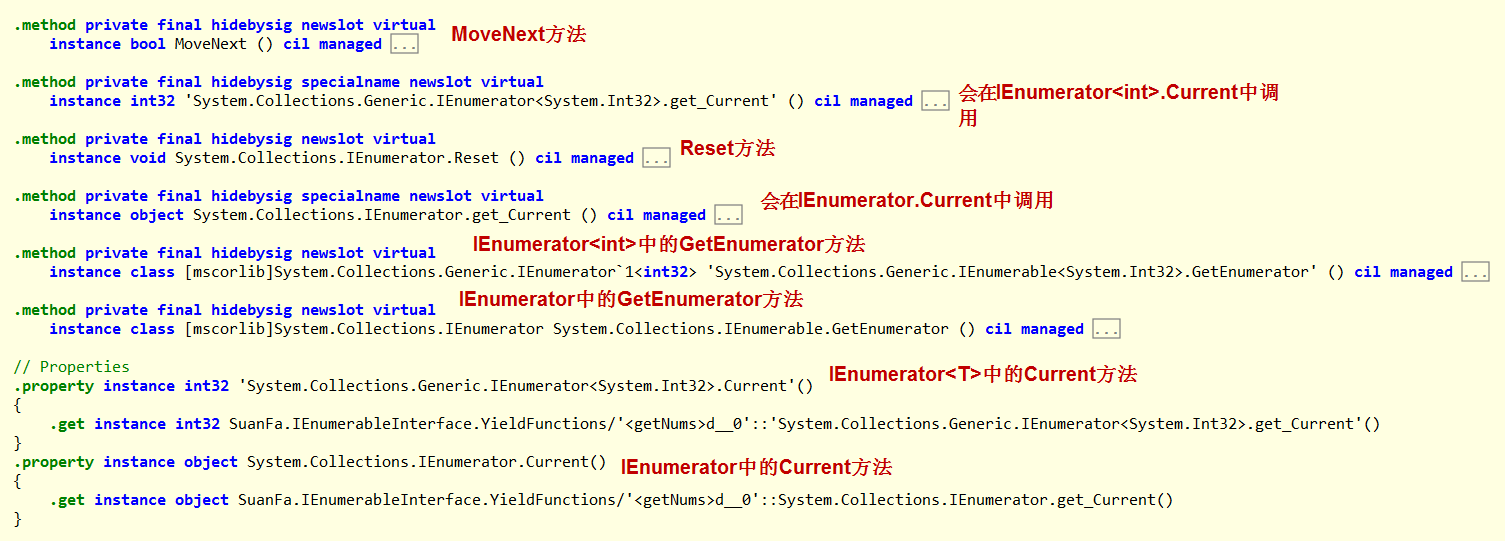 .method private final hidebysig newslot virtual
MoveNext方法
instance bool MoveNext () cil managed ...
.method private final hidebysig specialname newslot virtual
instance int32 'System.Collections.Generic.IEnumerator<System.Int32>.get_Current' () cil managed ...
会在IEnumerator<int>.Current中调
用
.method private final hidebysig newslot virtual
instance void System.Collections.IEnumerator.Reset () cil managed ...
Reset方法
.method private final hidebysig specialname newslot virtual
instance object System.Collections.IEnumerator.get_Current () cil managed ...
会在IEnumerator.Current中调用
.method private final hidebysig newslot virtual
IEnumerator<int>中的GetEnumerator方法
instance class [mscorlib]System.Collections.Generic.IEnumerator`1<int32> 'System.Collections.Generic.IEnumerable<System.Int32>.GetEnumerator' () cil managed ...
IEnumerator中的GetEnumerator方法
.method private final hidebysig newslot virtual
instance class [mscorlib]System.Collections.IEnumerator System.Collections.IEnumerable.GetEnumerator () cil managed ...
// Properties
.property instance int32 'System.Collections.Generic.IEnumerator<System.Int32>.Current'()
IEnumerator<T>中的Current方法
{
.get instance int32 SuanFa.IEnumerableInterface.YieldFunctions/'<getNums>d__0'::'System.Collections.Generic.IEnumerator<System.Int32>.get_Current'()
}
.property instance object System.Collections.IEnumerator.Current()
IEnumerator中的Current方法
{
.get instance object SuanFa.IEnumerableInterface.YieldFunctions/'<getNums>d__0'::System.Collections.IEnumerator.get_Current()
}